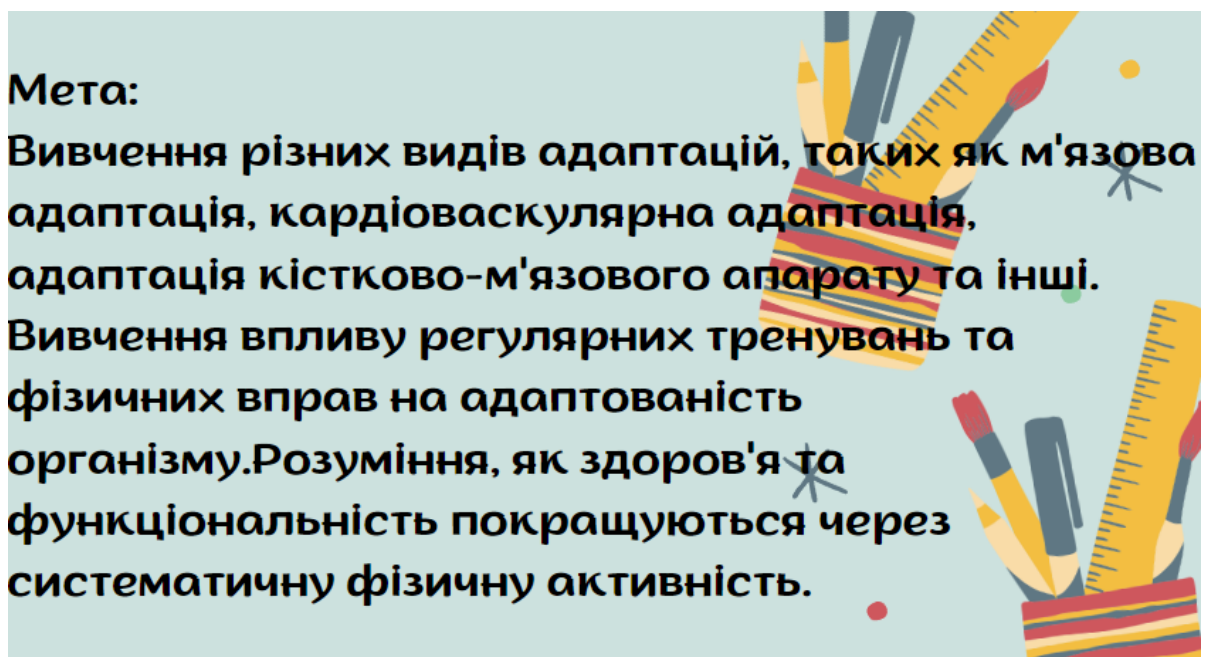 Мета:
Вивчення різних видів адаптацій, таких як м'язова
адаптація, кардіоваскулярна адаптація,
адаптація кістково-м'язового апарату та інші.
Вивчення впливу регулярних тренувань та
фізичних вправ на адаптованість
організму.Розуміння, як здоров'я та
функціональність покращуються через
систематичну фізичну активність.